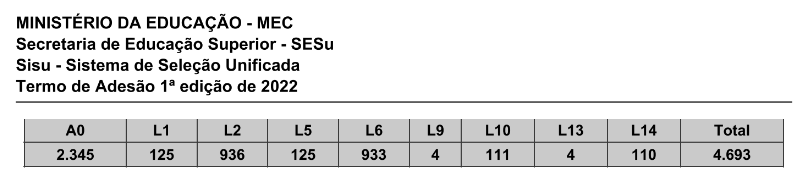 MINISTÉRIO DA EDUCAÇÃO - MEC
Secretaria de Educação Superior - SESu
Sisu - Sistema de Seleção Unificada
Termo de Adesão 1ª edição de 2022
A0 L1 L2 L5 L6 L9 L10 L13 L14 Total
2.345 125 936 125 933 4 111 4 110 4.693